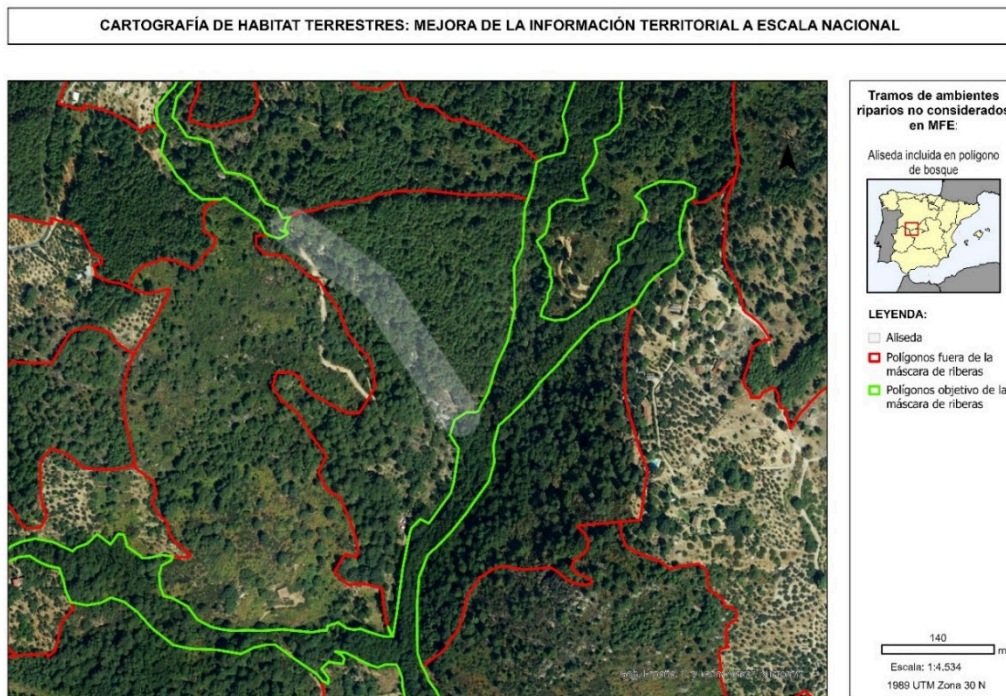 CARTOGRAFÍA DE HABITAT TERRESTRES: MEJORA DE LA INFORMACIÓN TERRITORIAL A ESCALA NACIONAL
Tramos de ambientes
riparios no considerados
en MFE:
Aliseda incluida en polígono
de bosque
LEYENDA:
Aliseda
Polígonos fuera de la
máscara de riberas
Polígonos objetivo de la
máscara de riberas
140
m
Escala: 1:4.534
1989 UTM Zona 30 N